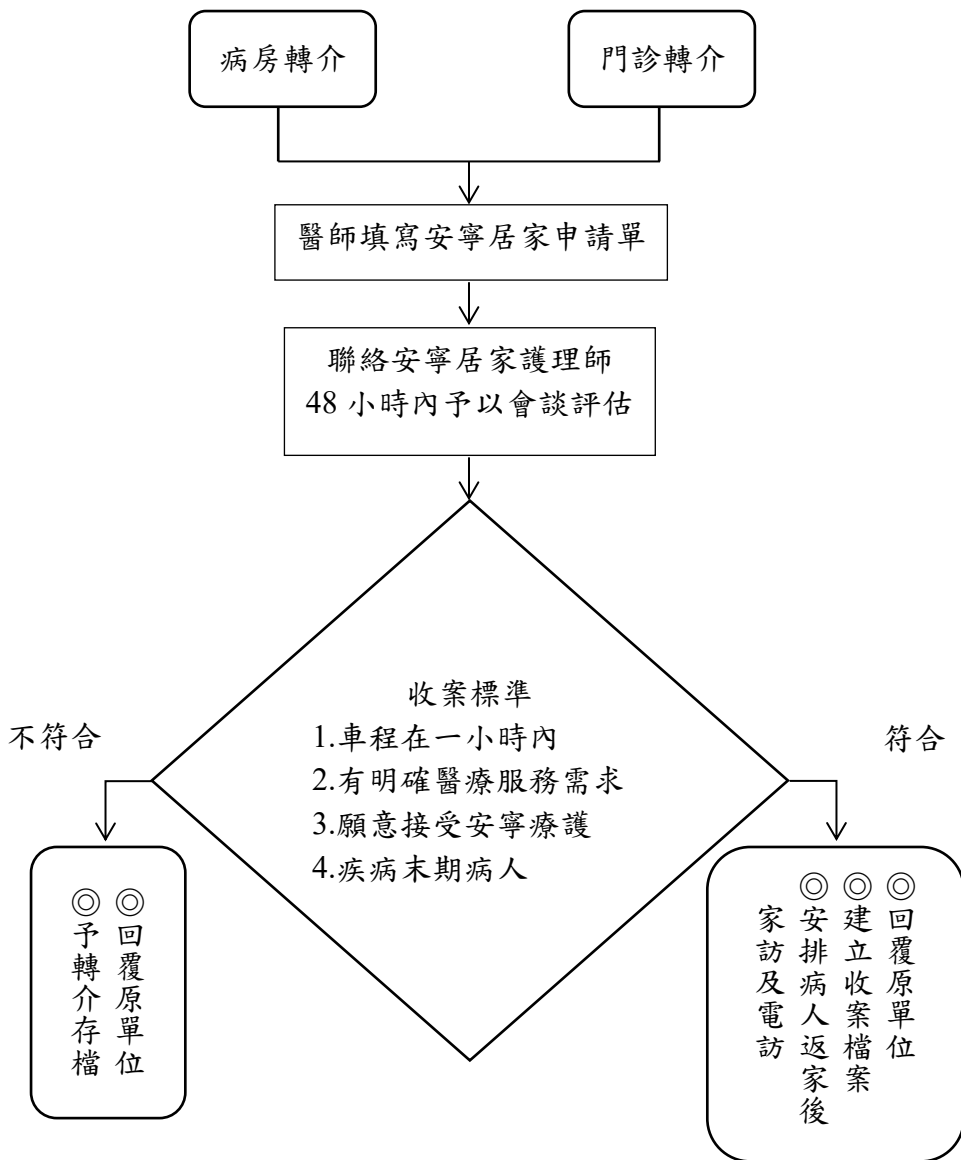 病房轉介
門診轉介
醫師填寫安寧居家申請單
聯絡安寧居家護理師
48 小時內予以會談評估
收案標準
1.車程在一小時內
2.有明確醫療服務需求
3.願意接受安寧療護
4.疾病末期病人
不符合
符合
◎回覆原單位
◎予轉介存檔
◎回覆原單位
◎建立收案檔案
◎安排病人返家後
家訪及電訪